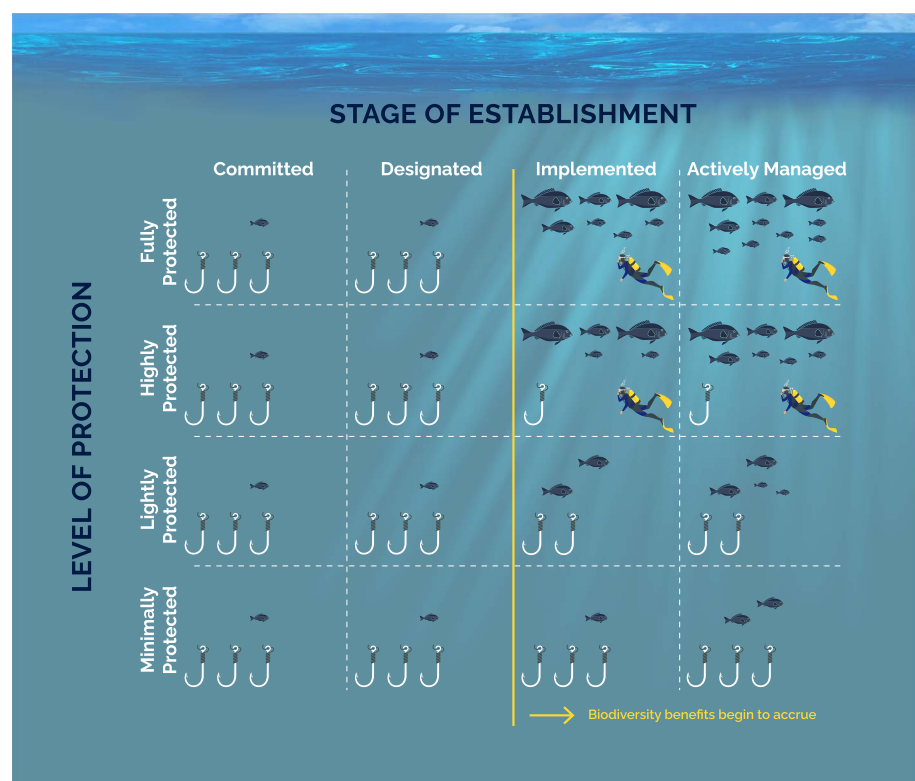 STAGE OF ESTABLISHMENT
Committed
Designated
Implemented
Actively Managed
LEVEL OF PROTECTION
Fully
Protected
Highly
Protected
Lightly
Protected
Minimally
Protected
Biodiversity benefits begin to accrue